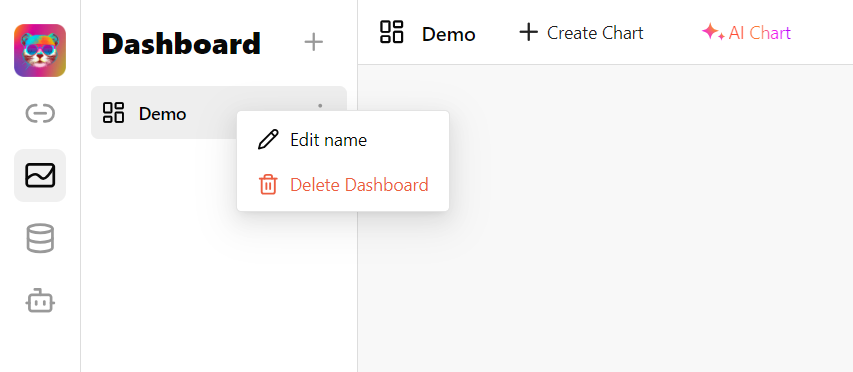 Dashboard
Demo
Edit name
Delete Dashboard
Demo
Create Chart
AI Chart